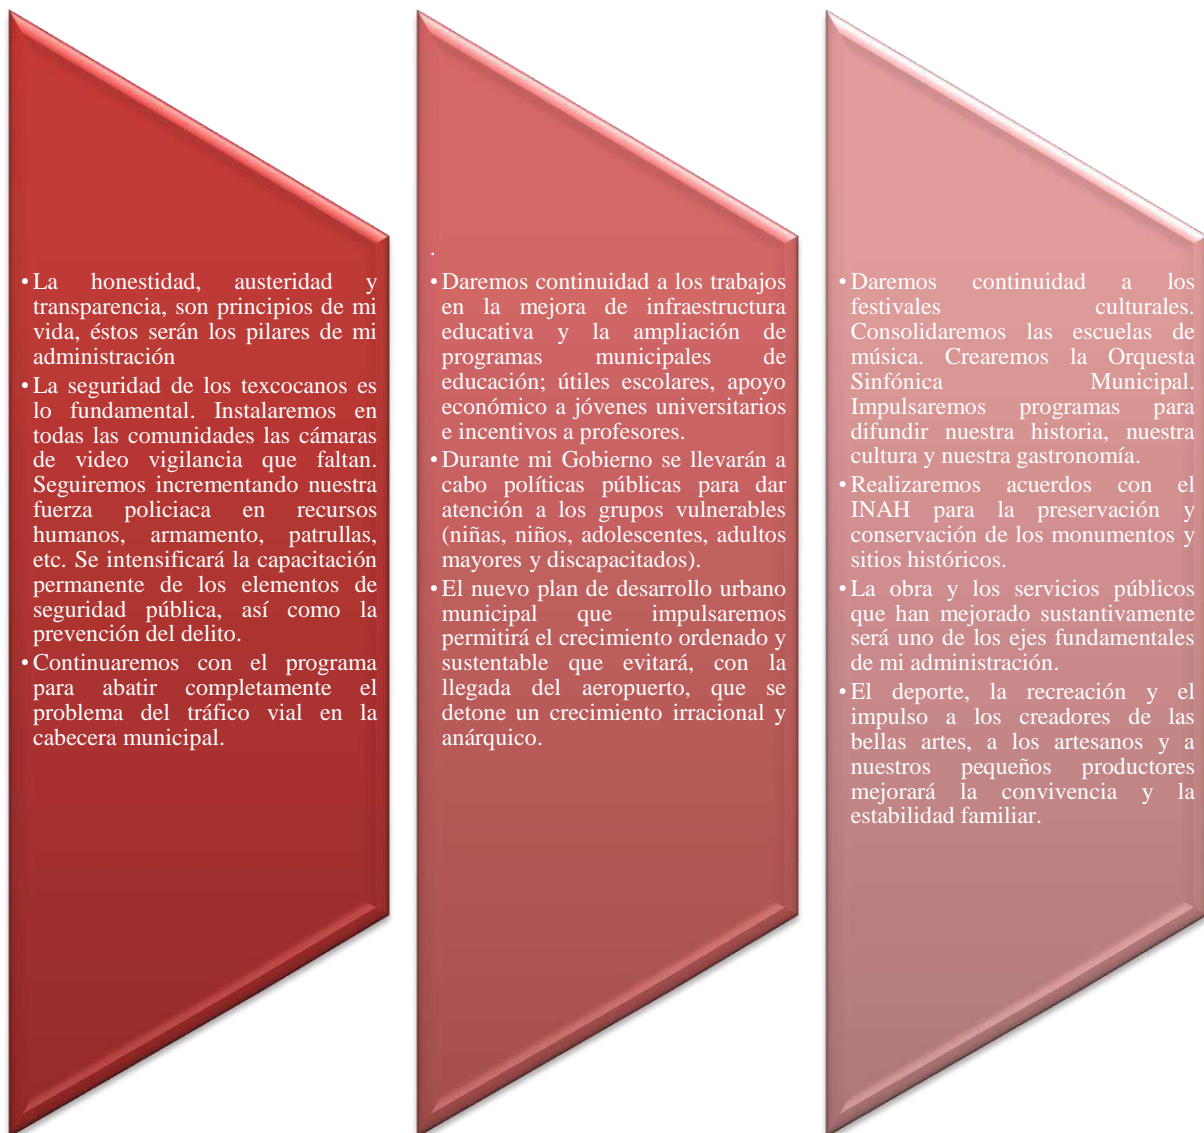 • La honestidad, austeridad y
transparencia, son principios de mi
vida, éstos serán los pilares de mi
administración
• La seguridad de los texcocanos es
lo fundamental. Instalaremos en
todas las comunidades las cámaras
de video vigilancia que faltan.
Seguiremos incrementando nuestra
fuerza policiaca en recursos
humanos, armamento, patrullas,
etc. Se intensificará la capacitación
permanente de los elementos de
seguridad pública, así como la
prevención del delito.
• Continuaremos con el programa
para abatir completamente el
problema del tráfico vial en la
cabecera municipal.
.
• Daremos continuidad a los trabajos
en la mejora de infraestructura
educativa y la ampliación de
programas municipales de
educación; útiles escolares, apoyo
económico a jóvenes universitarios
e incentivos a profesores.
• Durante mi Gobierno se llevarán a
cabo políticas públicas para dar
atención a los grupos vulnerables
(niñas, niños, adolescentes, adultos
mayores y discapacitados).
• El nuevo plan de desarrollo urbano
municipal que impulsaremos
permitirá el crecimiento ordenado y
sustentable que evitará, con la
llegada del aeropuerto, que se
detone un crecimiento irracional y
anárquico.
• Daremos continuidad a los
festivales culturales.
Consolidaremos las escuelas de
música. Crearemos la Orquesta
Sinfónica Municipal.
Impulsaremos programas para
difundir nuestra historia, nuestra
cultura y nuestra gastronomía.
• Realizaremos acuerdos con el
INAH para la preservación y
conservación de los monumentos y
sitios históricos.
• La obra y los servicios públicos
que han mejorado sustantivamente
será uno de los ejes fundamentales
de mi administración.
• El deporte, la recreación y el
impulso a los creadores de las
bellas artes, a los artesanos y a
nuestros pequeños productores
mejorará la convivencia y la
estabilidad familiar.